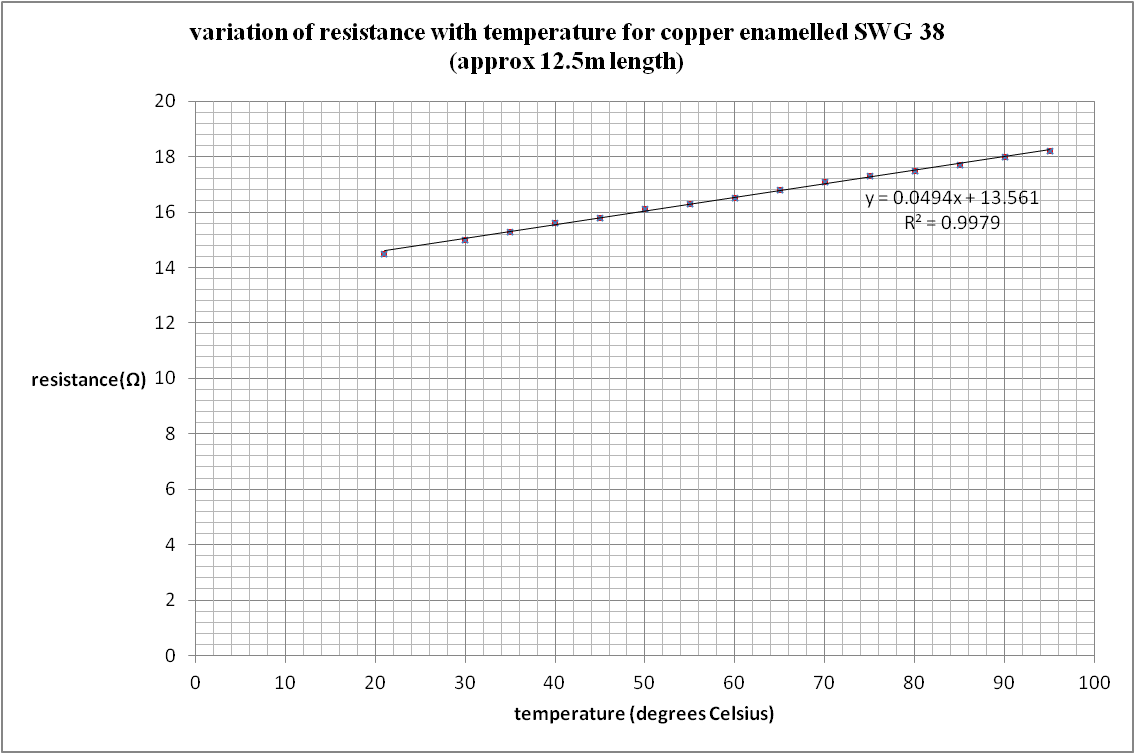 variation of resistance with temperature for copper enamelled SWG 38
(approx 12.5m length)
20
18
16
14
12
10
8
6
4
2
0
resistance(Ω)
y = 0.0494x + 13.561
R² = 0.9979
0 10 20 30 40 50 60 70 80 90 100
temperature (degrees Celsius)